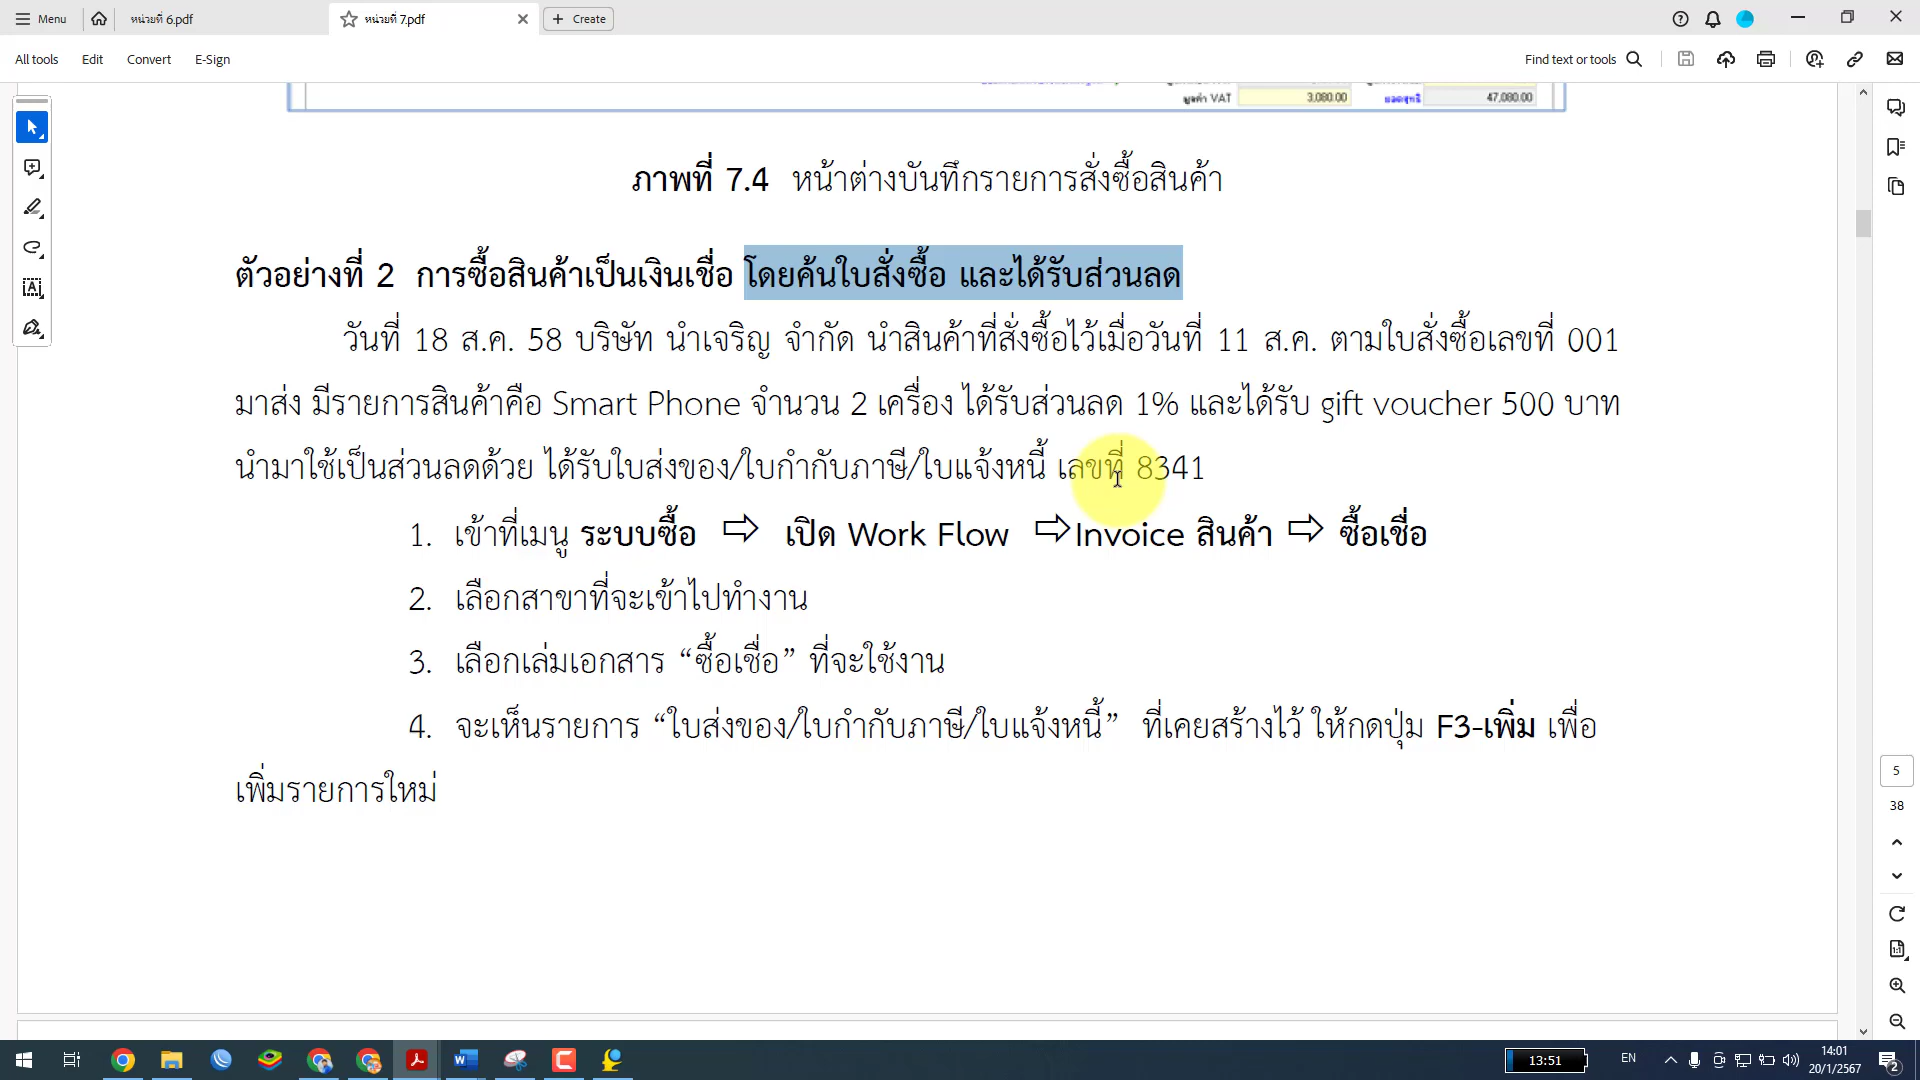 Menu
หน่วยที่ 6.pdf
หน่วยที่ 7.pdf
Create
All tools
Edit
Convert
E-Sign
Find text or tools
มูลค่า VAT 3,080.00 ยอดสุทธิ 47,080.00
ภาพที่ 7.4 หน้าต่างบันทึกรายการสั่งซื้อสินค้า
ตัวอย่างที่ 2 การซื้อสินค้าเป็นเงินเชื่อ โดยค้นใบสั่งซื้อ และได้รับส่วนลด
วันที่ 18 ส.ค. 58 บริษัท นำเจริญ จำกัด นำสินค้าที่สั่งซื้อไว้เมื่อวันที่ 11 ส.ค. ตามใบสั่งซื้อเลขที่ 001
มาส่ง มีรายการสินค้าคือ Smart Phone จำนวน 2 เครื่อง ได้รับส่วนลด 1% และได้รับ gift voucher 500 บาท
นำมาใช้เป็นส่วนลดด้วย ได้รับใบส่งของ/ใบกำกับภาษี/ใบแจ้งหนี้ เลขที่ 8341
1. เข้าที่เมนู ระบบซื้อ ⇨ เปิด Work Flow ⇨Invoice สินค้า ⇨ ซื้อเชื่อ
2. เลือกสาขาที่จะเข้าไปทำงาน
3. เลือกเล่มเอกสาร “ซื้อเชื่อ” ที่จะใช้งาน
4. จะเห็นรายการ “ใบส่งของ/ใบกำกับภาษี/ใบแจ้งหนี้” ที่เคยสร้างไว้ ให้กดปุ่ม F3-เพิ่ม เพื่อ
เพิ่มรายการใหม่
5
38
13:51
EN
14:01
20/1/2567
2